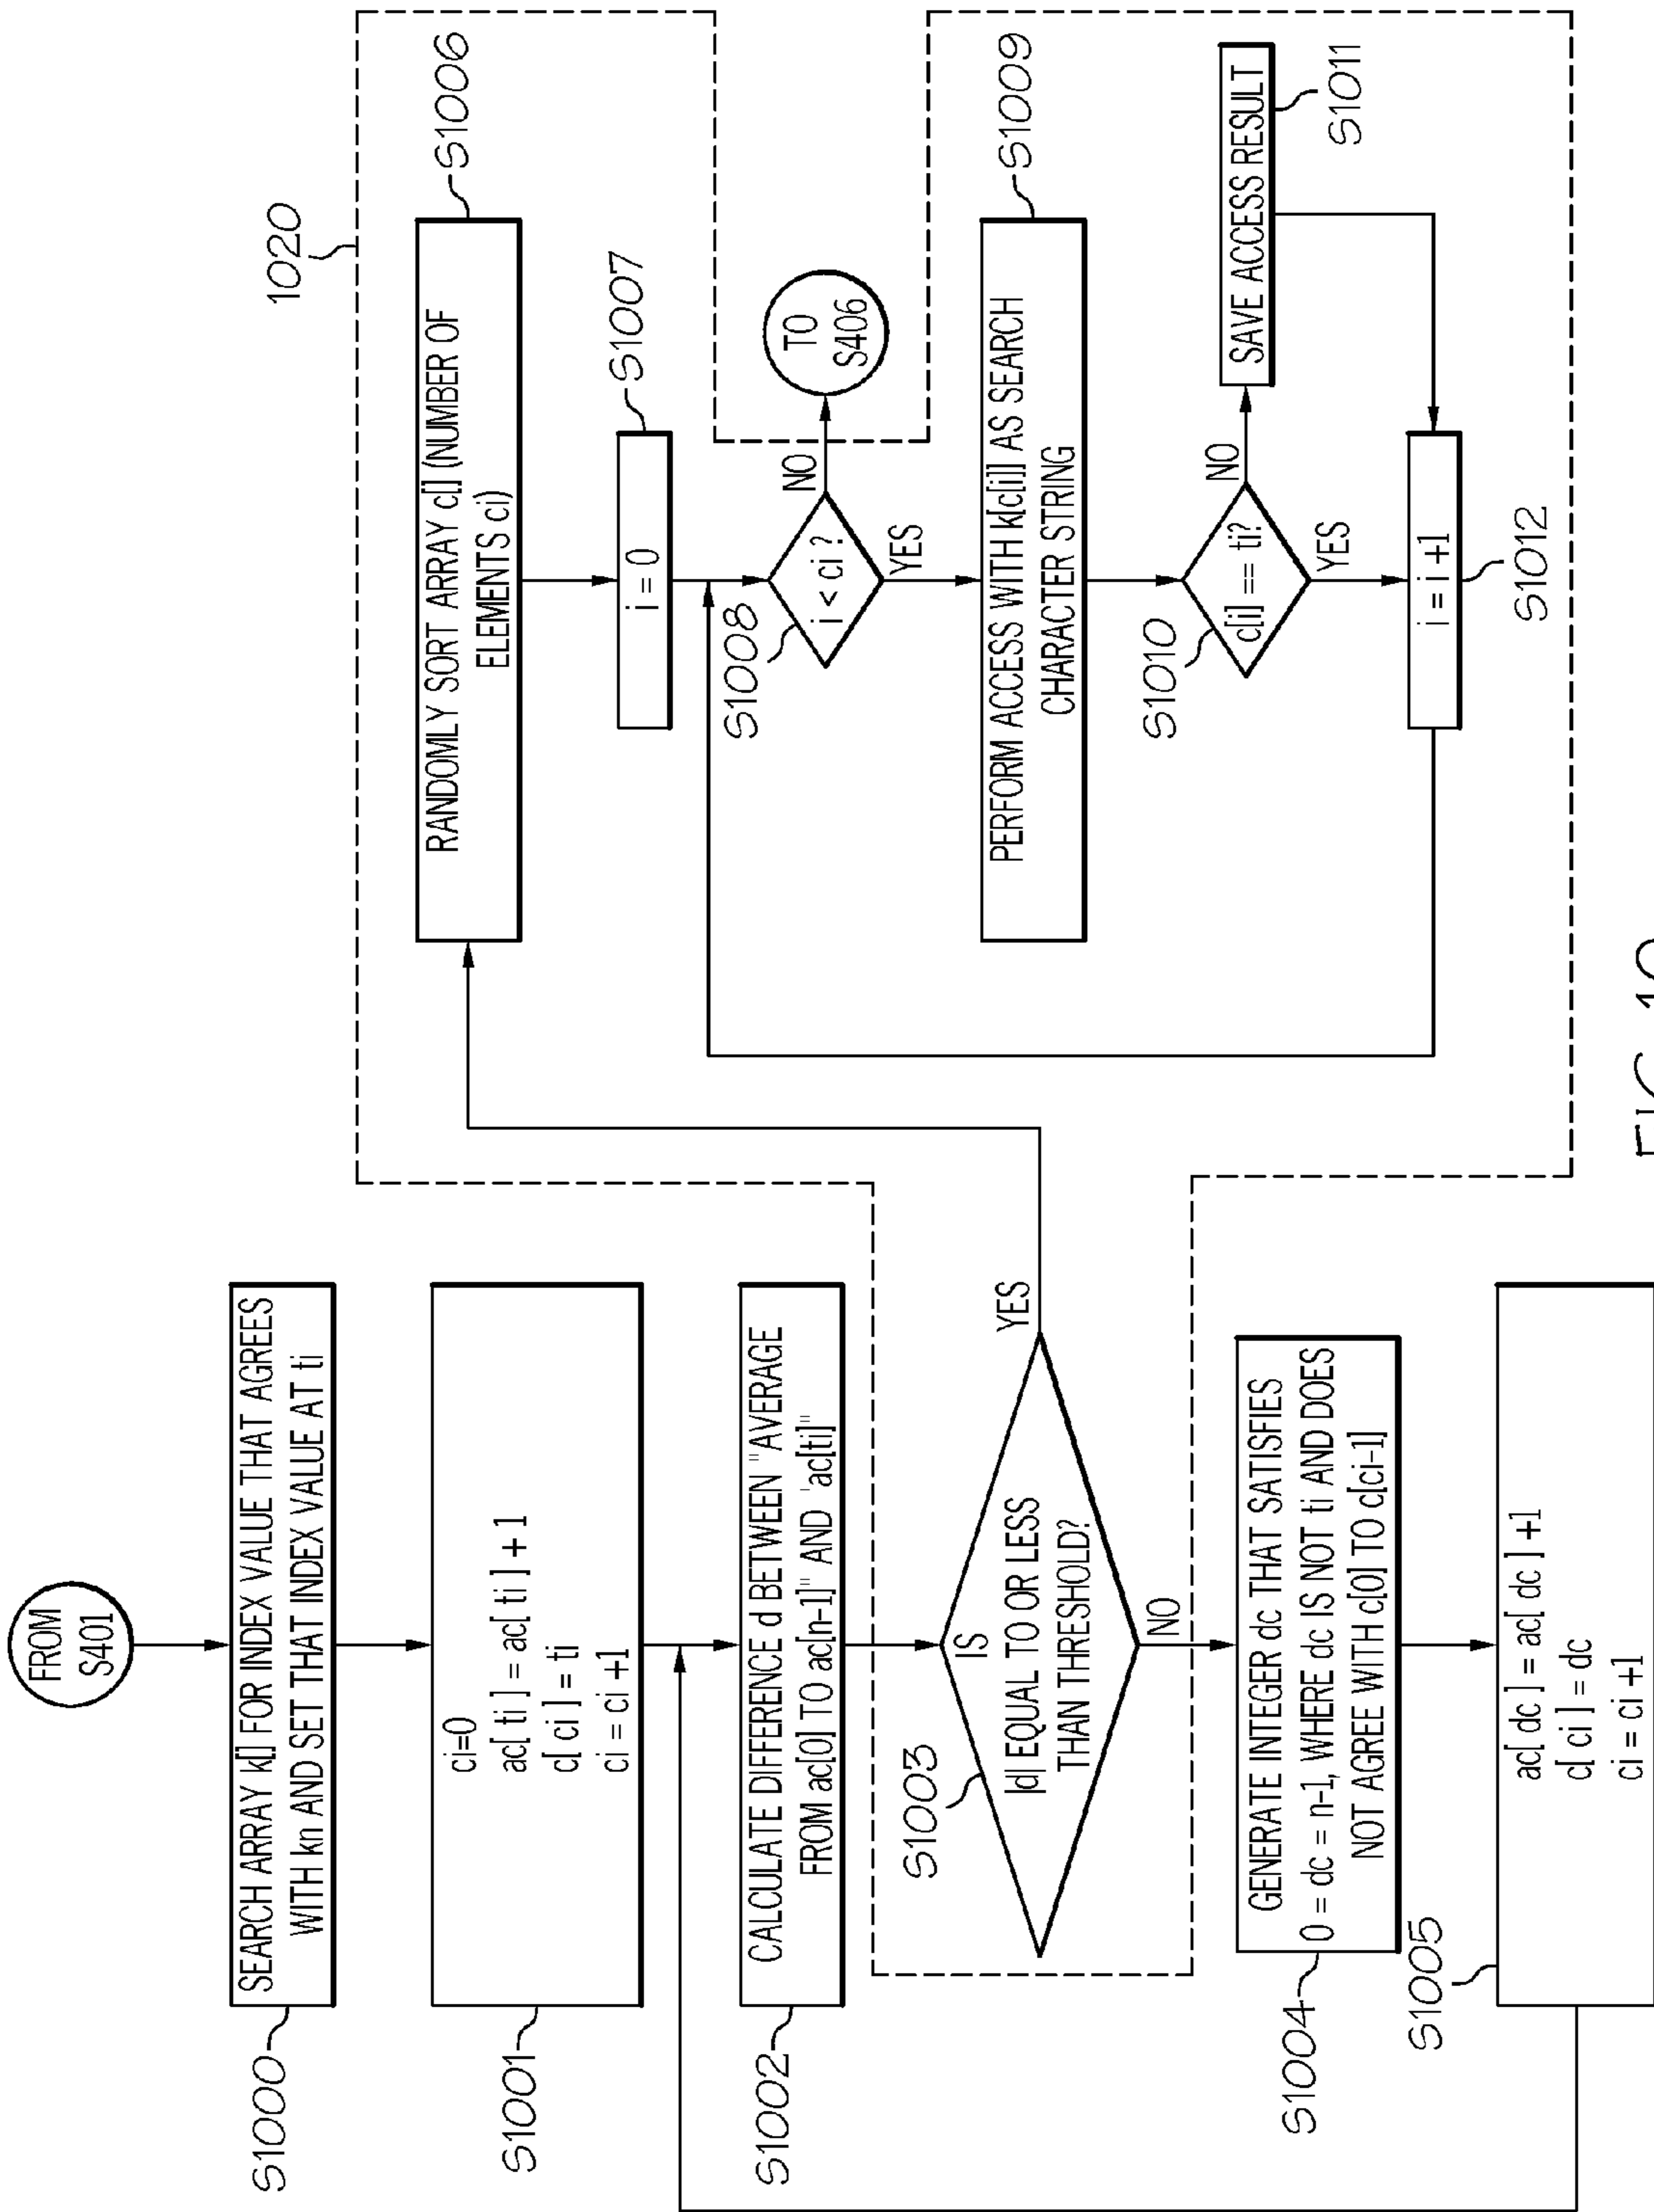 FROM
S401
S1000
SEARCH ARRAY k[] FOR INDEX VALUE THAT AGREES
WITH kn AND SET THAT INDEX VALUE AT ti
S1001
ci=0
ac[ ti ] = ac[ ti ] + 1
c[ ci ] = ti
ci = ci +1
S1002
CALCULATE DIFFERENCE d BETWEEN "AVERAGE
FROM ac[0] TO ac[n-1]" AND 'ac[ti]"
S1003
IS
|d| EQUAL TO OR LESS
THAN THRESHOLD?
YES
NO
S1004
GENERATE INTEGER dc THAT SATISFIES
0 = dc = n-1, WHERE dc IS NOT ti AND DOES
NOT AGREE WITH c[0] TO c[ci-1]
S1005
ac[ dc ] = ac[ dc ] +1
c[ ci ] = dc
ci = ci +1
1020
RANDOMLY SORT ARRAY c[] (NUMBER OF
ELEMENTS ci)
S1006
i = 0
S1007
S1008
i < ci ?
NO
YES
TO
S406
PERFORM ACCESS WITH k[c[i]] AS SEARCH
CHARACTER STRING
S1009
S1010
c[i] == ti?
NO
YES
SAVE ACCESS RESULT
S1011
i = i +1
S1012